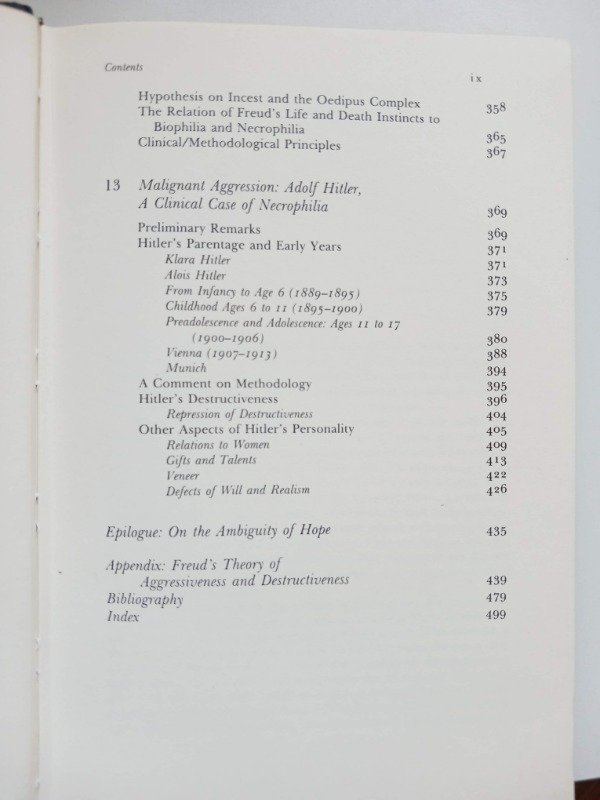 Contents
ix
Hypothesis on Incest and the Oedipus Complex 358
The Relation of Freud's Life and Death Instincts to
Biophilia and Necrophilia 365
Clinical/Methodological Principles 367
13 Malignant Aggression: Adolf Hitler,
A Clinical Case of Necrophilia 369
Preliminary Remarks 369
Hitler's Parentage and Early Years 371
Klara Hitler 371
Alois Hitler 373
From Infancy to Age 6 (1889–1895) 375
Childhood Ages 6 to 11 (1895–1900) 379
Preadolescence and Adolescence: Ages 11 to 17
(1900–1906) 380
Vienna (1907–1913) 388
Munich 394
A Comment on Methodology 395
Hitler's Destructiveness 396
Repression of Destructiveness 404
Other Aspects of Hitler's Personality 405
Relations to Women 409
Gifts and Talents 413
Veneer 422
Defects of Will and Realism 426
Epilogue: On the Ambiguity of Hope 435
Appendix: Freud's Theory of
Aggressiveness and Destructiveness 439
Bibliography 479
Index 499